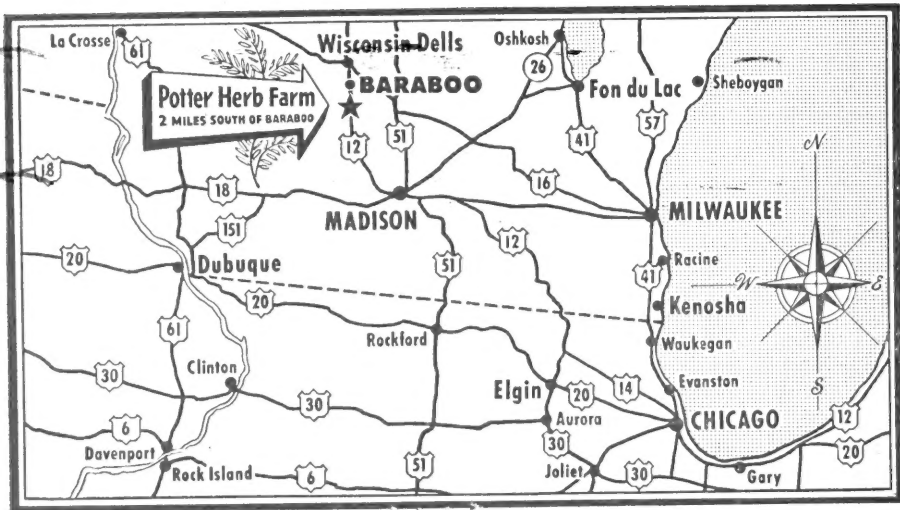 La Crosse
61
Wisconsin Dells
Oshkosh
26
Potter Herb Farm
2 MILES SOUTH OF BARABOO
BARABOO
Fon du Lac
Sheboygan
12
51
41
57
N
18
18
16
MADISON
MILWAUKEE
151
12
20
Dubuque
51
41
Racine
W
E
20
Kenosha
61
Rockford
Waukegan
30
Clinton
Elgin
20
14
Evanston
S
30
Aurora
CHICAGO
12
6
Davenport
30
20
Rock Island
6
51
Joliet
30
Gary